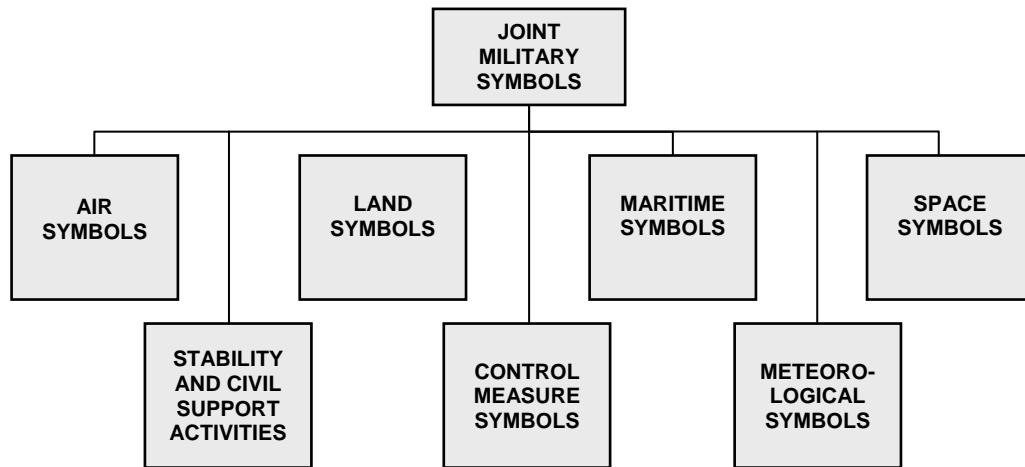 JOINT
MILITARY
SYMBOLS
AIR
SYMBOLS
LAND
SYMBOLS
MARITIME
SYMBOLS
SPACE
SYMBOLS
STABILITY
AND CIVIL
SUPPORT
ACTIVITIES
CONTROL
MEASURE
SYMBOLS
METEORO-
LOGICAL
SYMBOLS